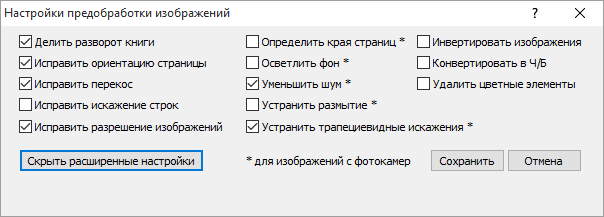 Настройки предобработки изображений
Делить разворот книги
Исправить ориентацию страницы
Исправить перекос
Исправить искажение строк
Исправить разрешение изображений
Определить края страниц *
Осветлить фон *
Уменьшить шум *
Устранить размытие *
Устранить трапециевидные искажения *
Инвертировать изображения
Конвертировать в Ч/Б
Удалить цветные элементы
Скрыть расширенные настройки
* для изображений с фотокамер
Сохранить
Отмена